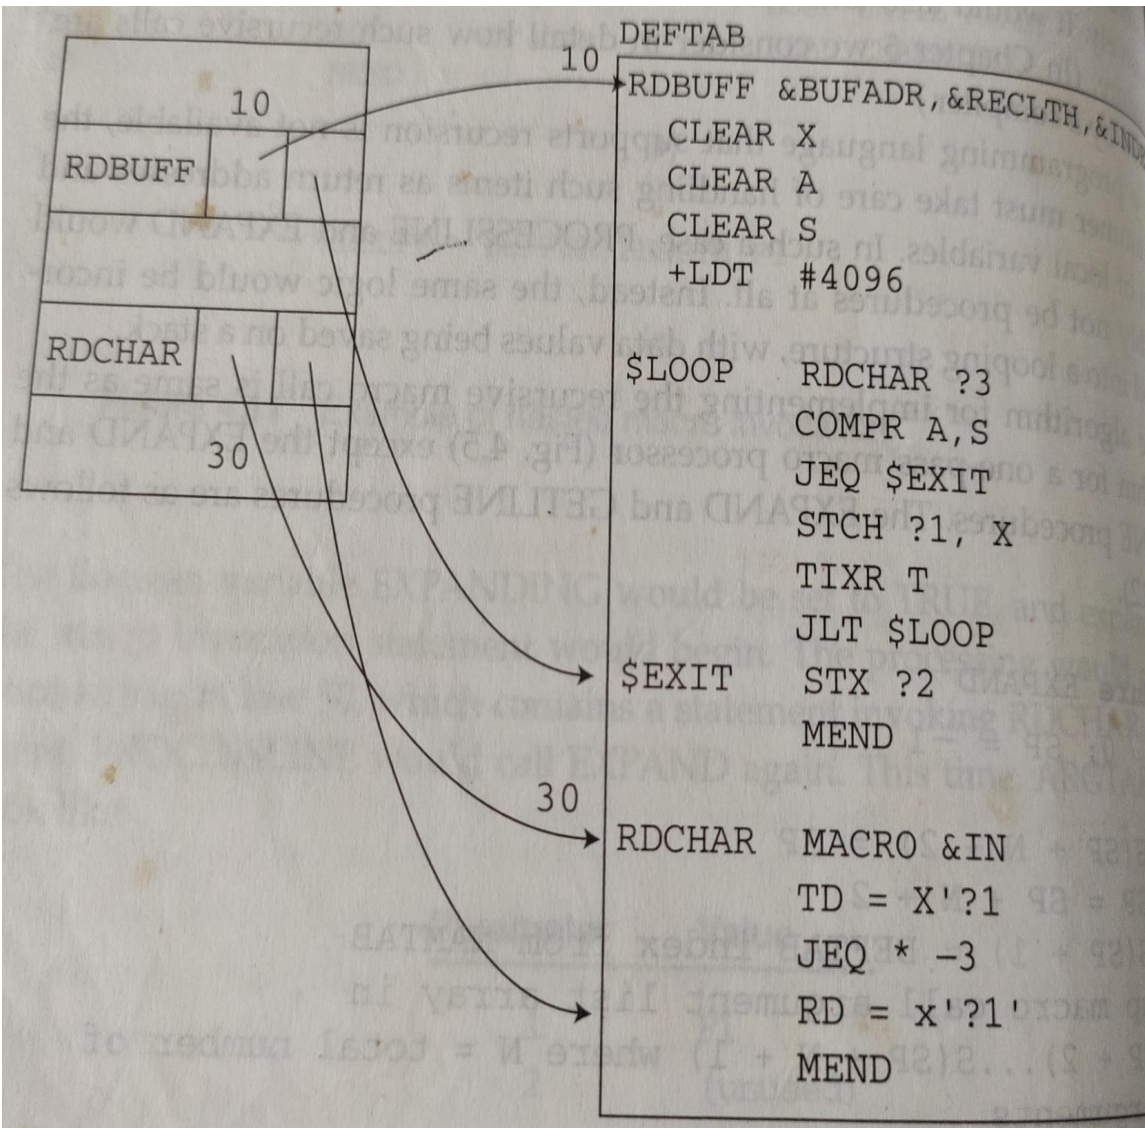 DEFTAB
10
10
RDBUFF &BUFADR,&RECLTH,&IND
RDBUFF
CLEAR X
CLEAR A
CLEAR S
+LDT #4096
RDCHAR
$LOOP RDCHAR ?3
COMPR A,S
30
JEQ $EXIT
STCH ?1, X
TIXR T
JLT $LOOP
$EXIT STX ?2
MEND
30
RDCHAR MACRO &IN
TD = X'?1
JEQ * -3
RD = x'?1'
MEND